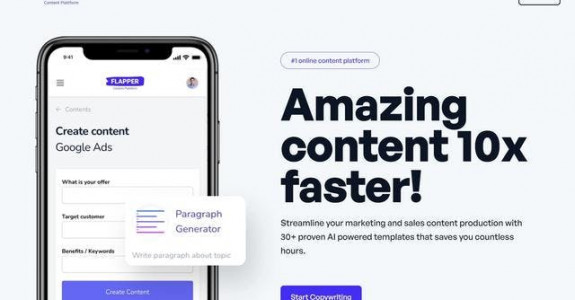 Content Platform
9:41
FLAPPER
Content Platform
← Contents
Create content
Google Ads
What is your offer
Target customer
Benefits / Keywords
Create Content
Paragraph
Generator
Write paragraph about topic
#1 online content platform
Amazing
content 10x
faster!
Streamline your marketing and sales content production with
30+ proven AI powered templates that saves you countless
hours.
Start Copywriting